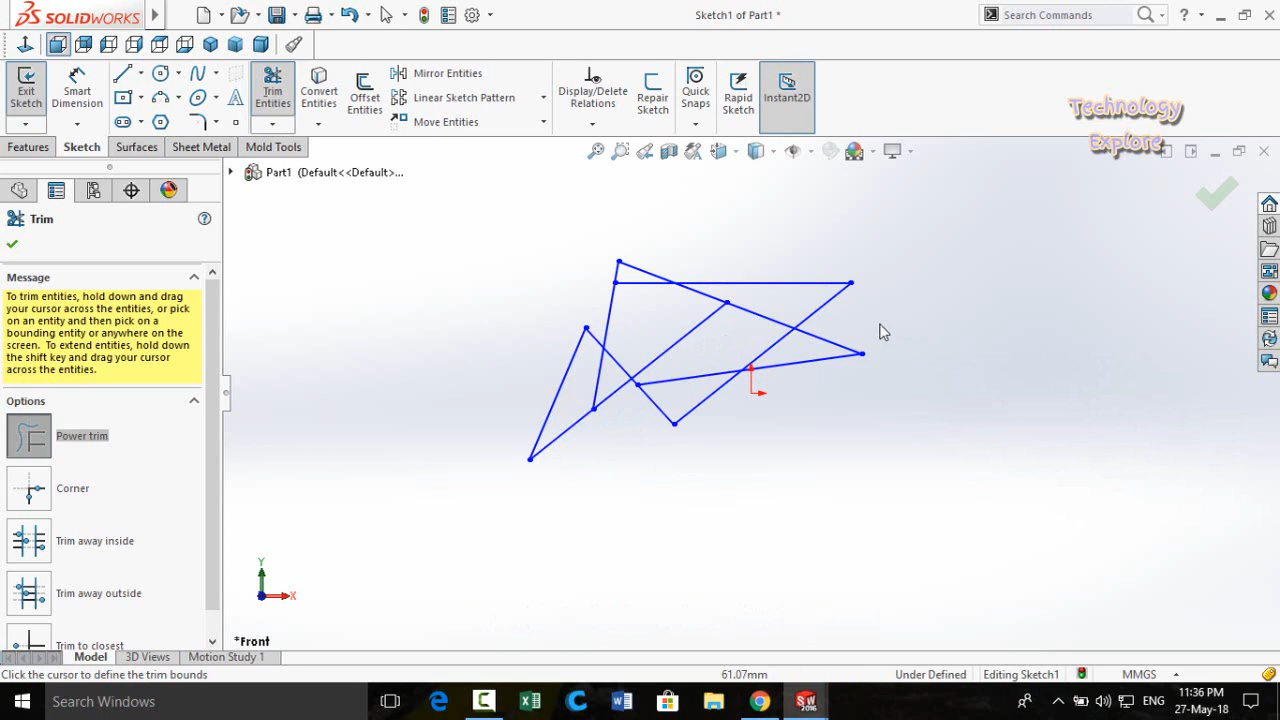 SOLIDWORKS
Sketch1 of Part1 *
Search Commands
Exit Sketch
Smart Dimension
Trim Entities
Convert Entities
Offset Entities
Mirror Entities
Linear Sketch Pattern
Move Entities
Display/Delete Relations
Repair Sketch
Quick Snaps
Rapid Sketch
Instant2D
Technology
Explore
Features
Sketch
Surfaces
Sheet Metal
Mold Tools
Part1 (Default<<Default>...
Trim
Message
To trim entities, hold down and drag
your cursor across the entities, or pick
on an entity and then pick on a
bounding entity or anywhere on the
screen. To extend entities, hold down
the shift key and drag your cursor
across the entities.
Options
Power trim
Corner
Trim away inside
Trim away outside
Trim to closest
Y
X
*Front
Model
3D Views
Motion Study 1
Click the cursor to define the trim bounds
61.07mm
Under Defined
Editing Sketch1
MMGS
Search Windows
SW
2016
ENG
11:36 PM
27-May-18